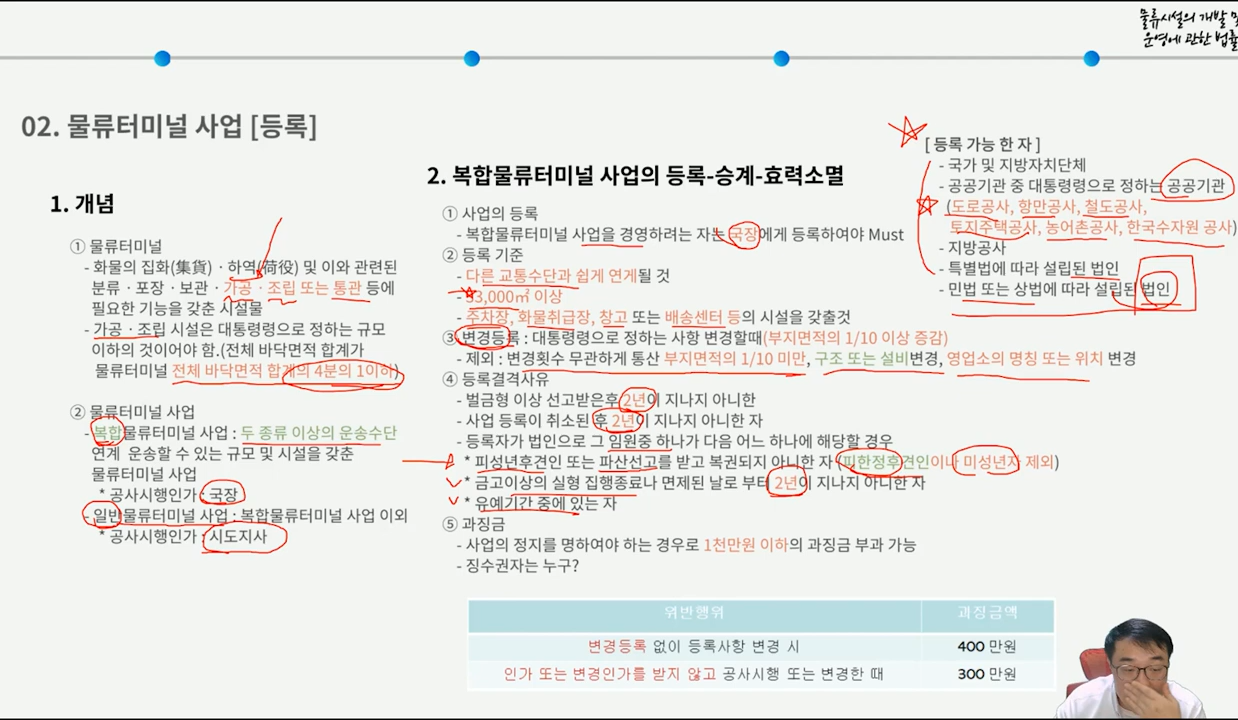 물류시설의 개발 및
운영에 관한 법률
02. 물류터미널 사업 [등록]
1. 개념
① 물류터미널
- 화물의 집화(集貨)·하역(荷役) 및 이와 관련된
분류·포장·보관·가공·조립 또는 통관 등에
필요한 기능을 갖춘 시설물
- 가공·조립 시설은 대통령령으로 정하는 규모
이하의 것이어야 함.(전체 바닥면적 합계가
물류터미널 전체 바닥면적 합계의 4분의 1이하)
② 물류터미널 사업
- 복합물류터미널 사업 : 두 종류 이상의 운송수단
연계 운송할 수 있는 규모 및 시설을 갖춘
물류터미널 사업
* 공사시행인가 : 국장
- 일반물류터미널 사업 : 복합물류터미널 사업 이외
* 공사시행인가 : 시도지사
2. 복합물류터미널 사업의 등록-승계-효력소멸
① 사업의 등록
- 복합물류터미널 사업을 경영하려는 자는 국장에게 등록하여야 Must
② 등록 기준
- 다른 교통수단과 쉽게 연게될 것
- 33,000㎡ 이상
- 주차장, 화물취급장, 창고 또는 배송센터 등의 시설을 갖출것
③ 변경등록 : 대통령령으로 정하는 사항 변경할때(부지면적의 1/10 이상 증감)
- 제외 : 변경횟수 무관하게 통산 부지면적의 1/10 미만, 구조 또는 설비변경, 영업소의 명칭 또는 위치 변경
④ 등록결격사유
- 벌금형 이상 선고받은후 2년이 지나지 아니한
- 사업 등록이 취소된 후 2년이 지나지 아니한 자
- 등록자가 법인으로 그 임원중 하나가 다음 어느 하나에 해당할 경우
* 피성년후견인 또는 파산선고를 받고 복권되지 아니한 자 (피한정후견인이나 미성년자 제외)
* 금고이상의 실형 집행종료나 면제된 날로 부터 2년이 지나지 아니한 자
* 유예기간 중에 있는 자
⑤ 과징금
- 사업의 정지를 명하여야 하는 경우로 1천만원 이하의 과징금 부과 가능
- 징수권자는 누구?
[ 등록 가능 한 자 ]
- 국가 및 지방자치단체
- 공공기관 중 대통령령으로 정하는 공공기관
(도로공사, 항만공사, 철도공사,
토지주택공사, 농어촌공사, 한국수자원 공사)
- 지방공사
- 특별법에 따라 설립된 법인
- 민법 또는 상법에 따라 설립된 법인
위반행위 과징금액
변경등록 없이 등록사항 변경 시 400 만원
인가 또는 변경인가를 받지 않고 공사시행 또는 변경한 때 300 만원